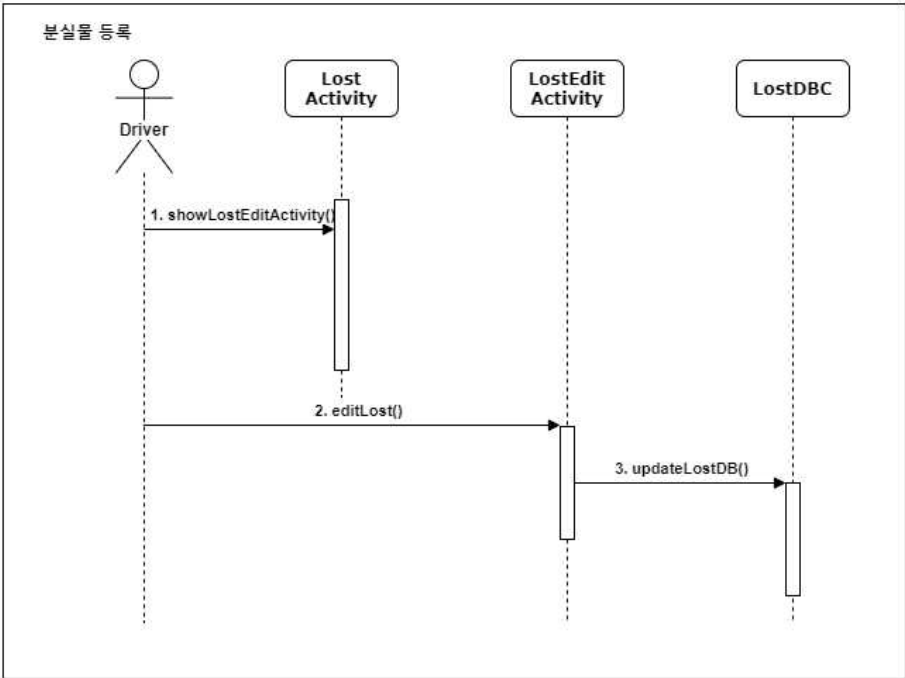 분실물 등록
Lost
Activity
LostEdit
Activity
LostDBC
Driver
1. showLostEditActivity()
2. editLost()
3. updateLostDB()